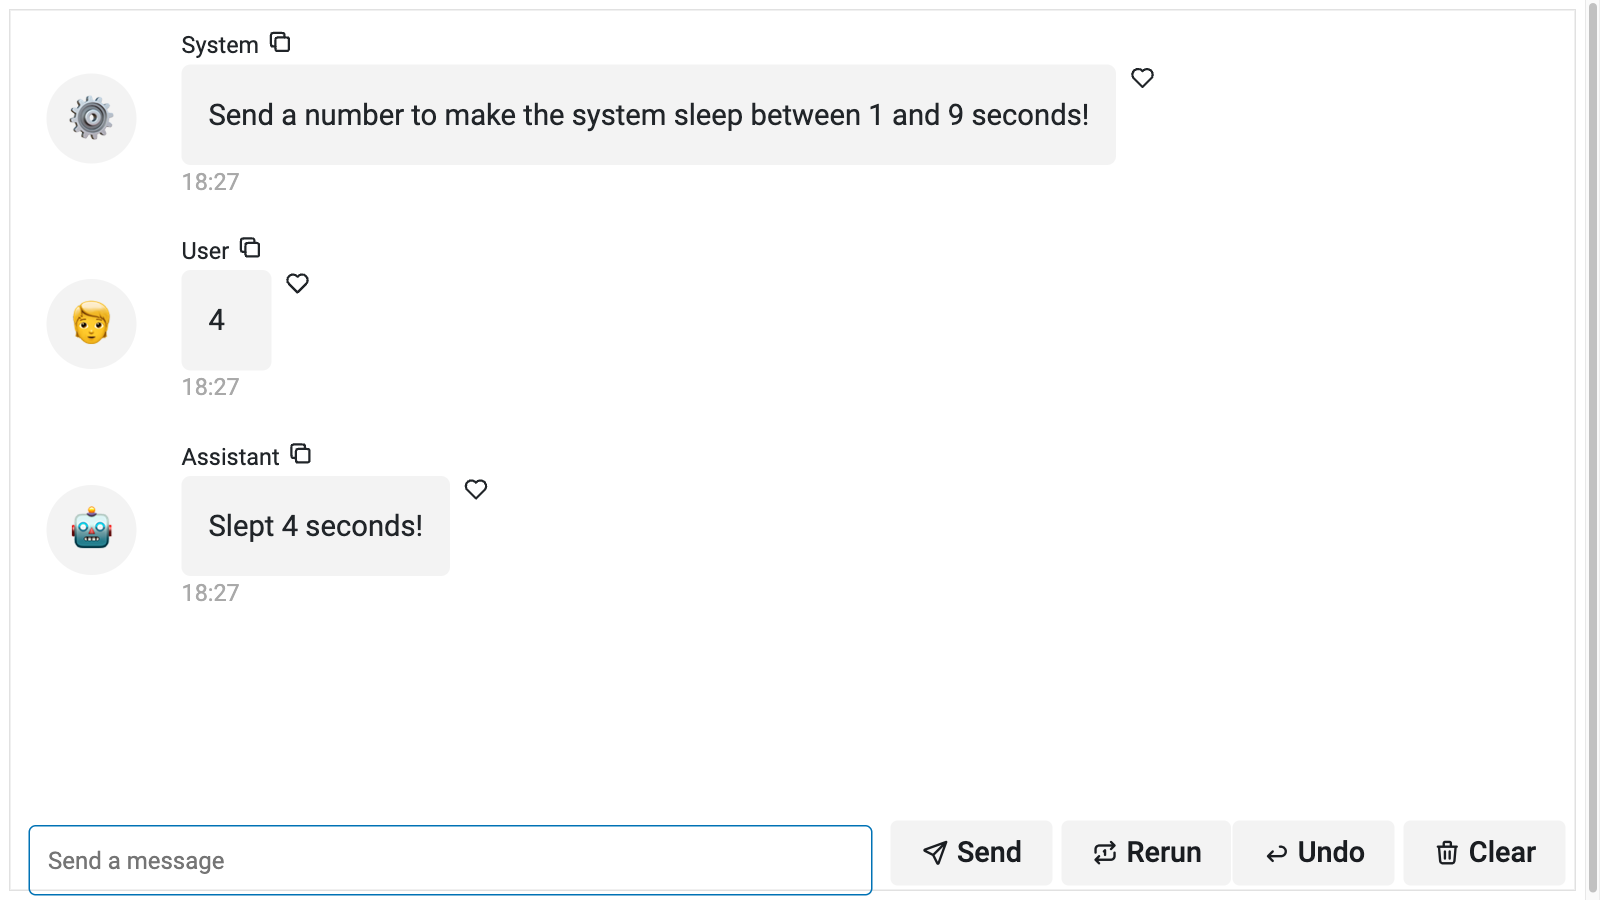 System
Send a number to make the system sleep between 1 and 9 seconds!
18:27
User
4
18:27
Assistant
Slept 4 seconds!
18:27
Send a message
Send
Rerun
Undo
Clear